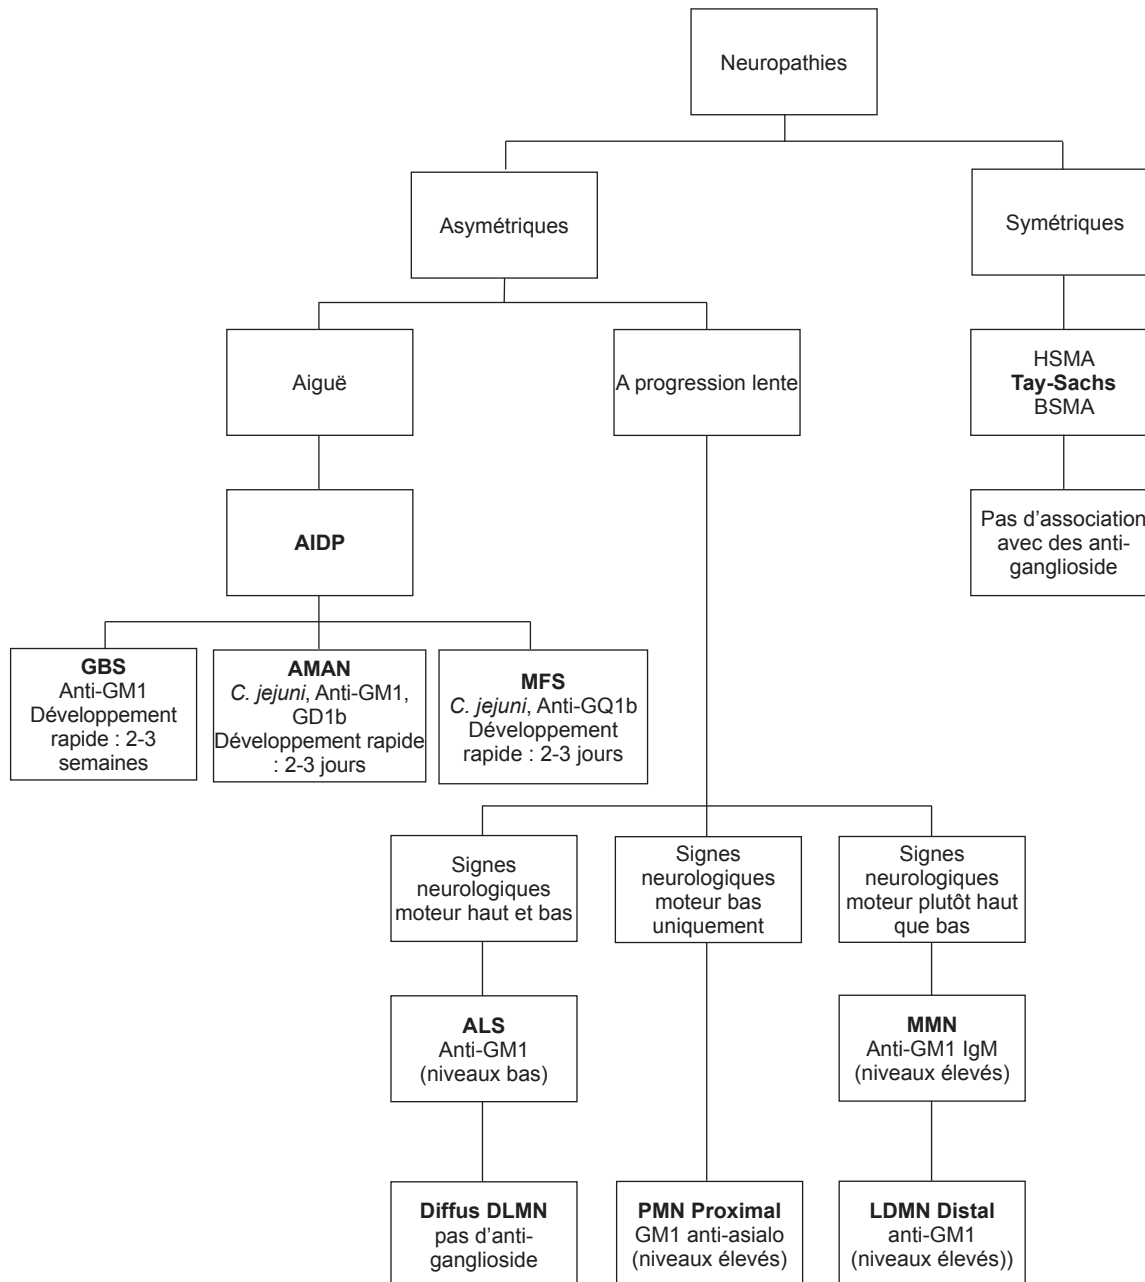 Neuropathies
Asymétriques
Symétriques
Aiguë
A progression lente
HSMA
Tay-Sachs
BSMA
AIDP
Pas d'association
avec des anti-
ganglioside
GBS
Anti-GM1
Développement
rapide : 2-3
semaines
AMAN
C. jejuni, Anti-GM1,
GD1b
Développement rapide
: 2-3 jours
MFS
C. jejuni, Anti-GQ1b
Développement
rapide : 2-3 jours
Signes
neurologiques
moteur haut et bas
Signes
neurologiques
moteur bas
uniquement
Signes
neurologiques
moteur plutôt haut
que bas
ALS
Anti-GM1
(niveaux bas)
MMN
Anti-GM1 IgM
(niveaux élevés)
Diffus DLMN
pas d'anti-
ganglioside
PMN Proximal
GM1 anti-asialo
(niveaux élevés)
LDMN Distal
anti-GM1
(niveaux élevés))